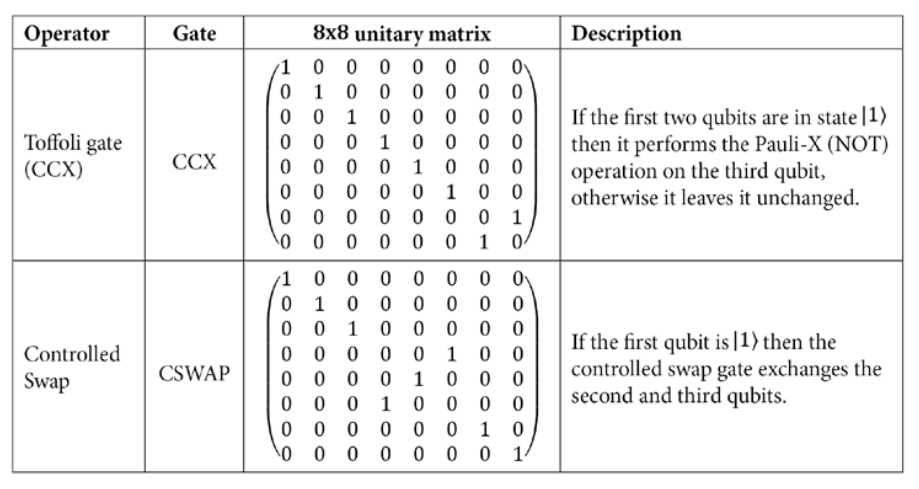 Operator Gate 8x8 unitary matrix Description
Toffoli gate
(CCX)
CCX
1 0 0 0 0 0 0 0
0 1 0 0 0 0 0 0
0 0 1 0 0 0 0 0
0 0 0 1 0 0 0 0
0 0 0 0 1 0 0 0
0 0 0 0 0 1 0 0
0 0 0 0 0 0 0 1
0 0 0 0 0 0 1 0
If the first two qubits are in state |1⟩
then it performs the Pauli-X (NOT)
operation on the third qubit,
otherwise it leaves it unchanged.
Controlled
Swap
CSWAP
1 0 0 0 0 0 0 0
0 1 0 0 0 0 0 0
0 0 1 0 0 0 0 0
0 0 0 0 0 1 0 0
0 0 0 0 1 0 0 0
0 0 0 1 0 0 0 0
0 0 0 0 0 0 1 0
0 0 0 0 0 0 0 1
If the first qubit is |1⟩ then the
controlled swap gate exchanges the
second and third qubits.